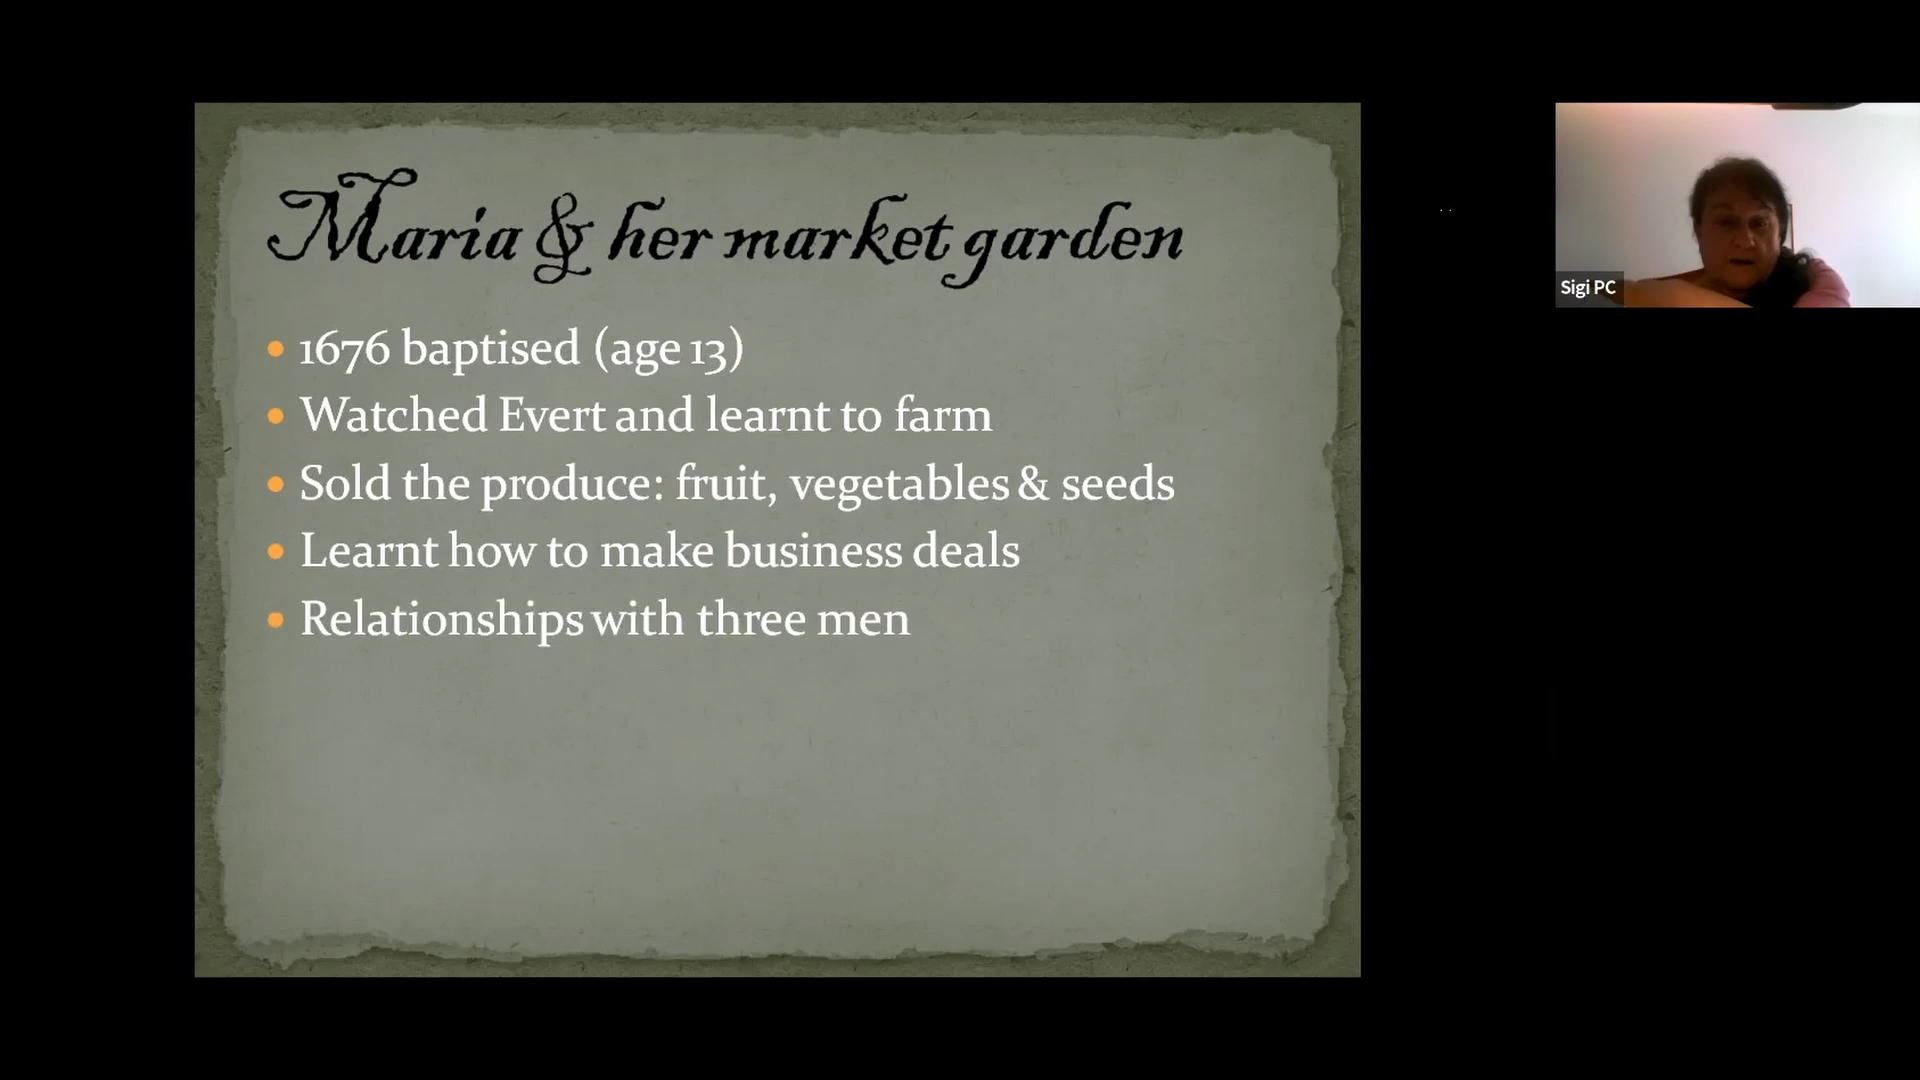 Maria & her market garden
• 1676 baptised (age 13)
• Watched Evert and learnt to farm
• Sold the produce: fruit, vegetables & seeds
• Learnt how to make business deals
• Relationships with three men
Sigi PC